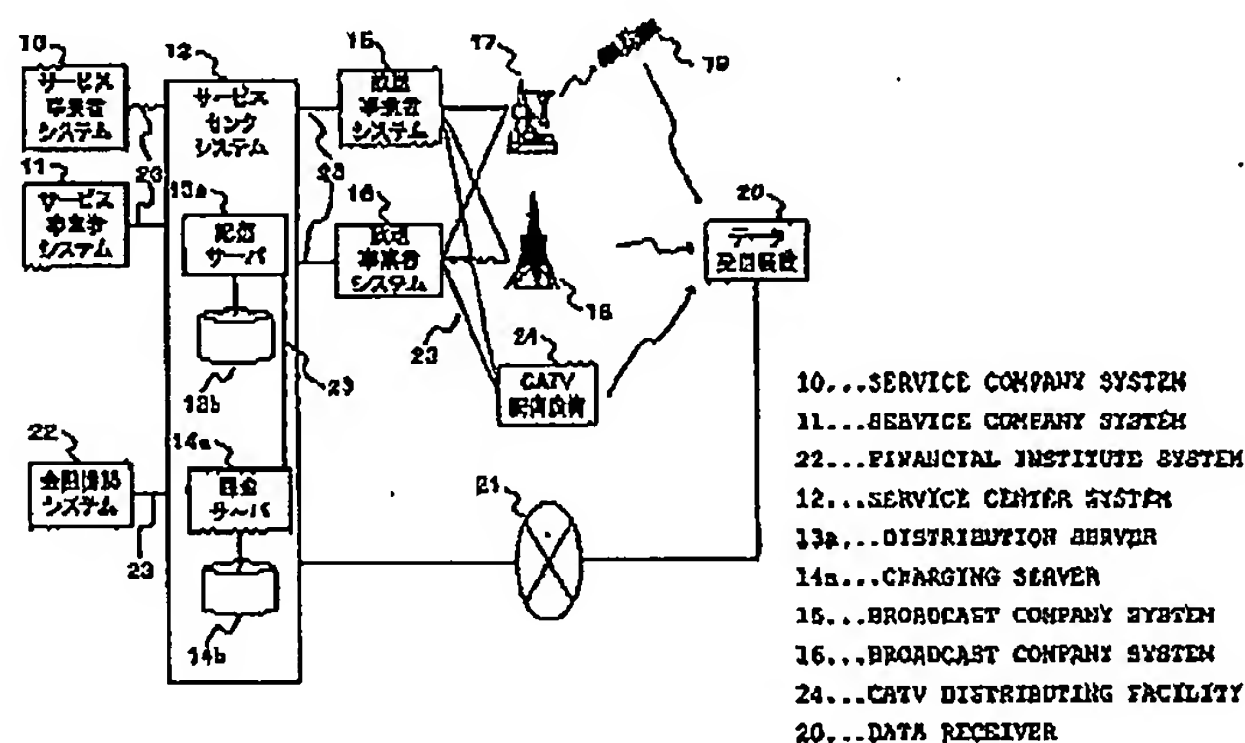 10
サービス
事業者
システム
12
サービス
センタ
システム
15
放送
事業者
システム
17
19
11
サービス
事業者
システム
23
13a
配信
サーバ
23
16
放送
事業者
システム
20
データ
受信装置
18
23
24
CATV
配信設備
13b
23
22
金融機関
システム
23
14a
課金
サーバ
14b
21
10...SERVICE COMPANY SYSTEM
11...SERVICE COMPANY SYSTEM
22...FINANCIAL INSTITUTE SYSTEM
12...SERVICE CENTER SYSTEM
13a...DISTRIBUTION SERVER
14a...CHARGING SERVER
15...BROADCAST COMPANY SYSTEM
16...BROADCAST COMPANY SYSTEM
24...CATV DISTRIBUTING FACILITY
20...DATA RECEIVER